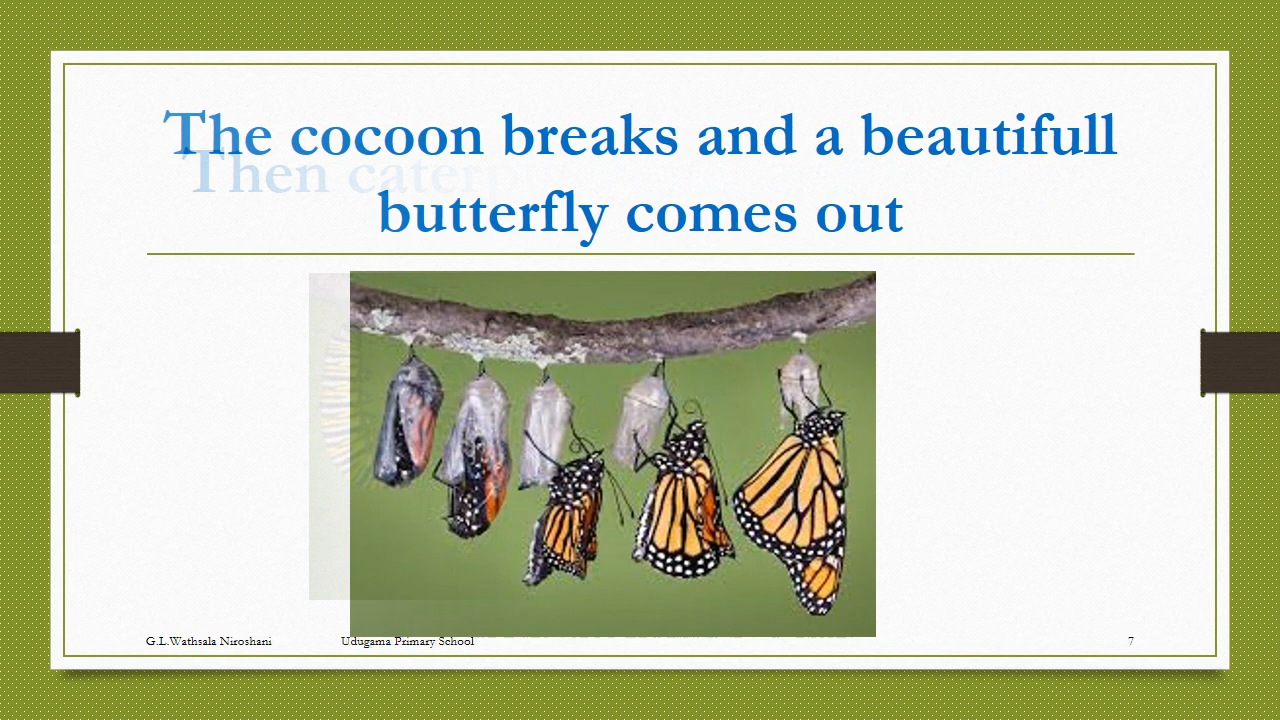 The cocoon breaks and a beautifull
Then cater
butterfly comes out
G.L.Wathsala Niroshani Udugama Primary School 7